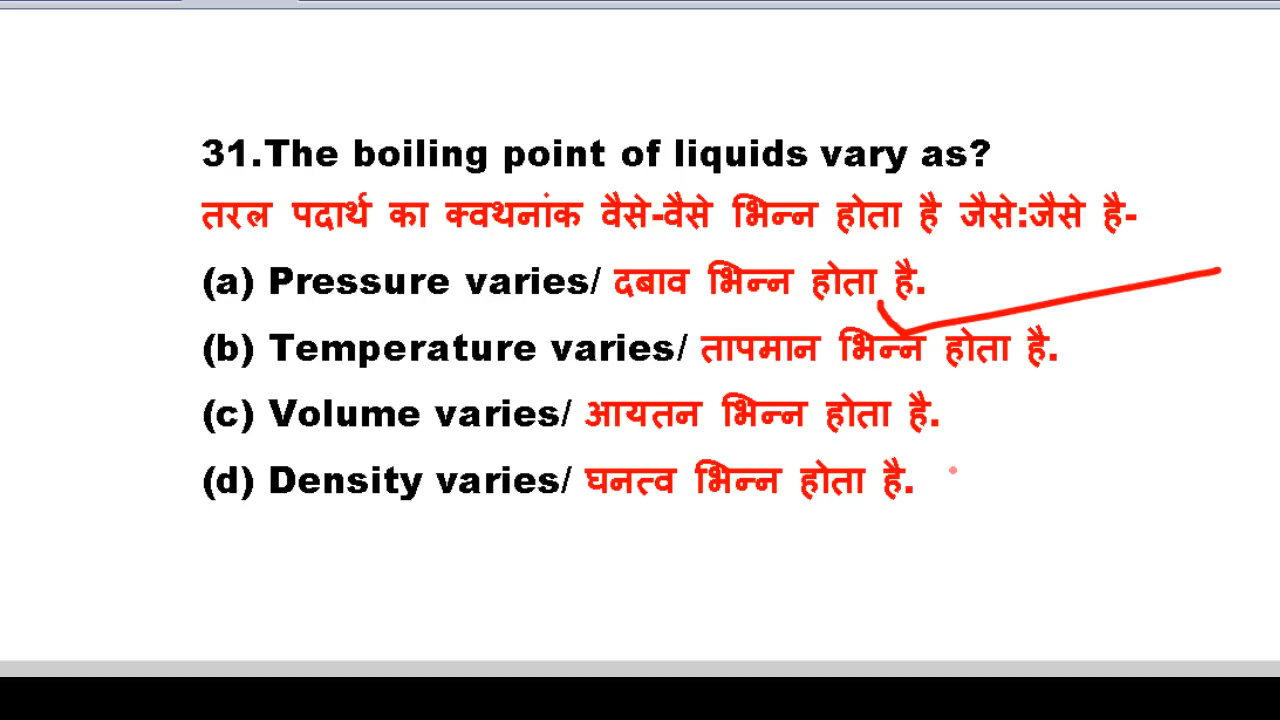 31.The boiling point of liquids vary as?
तरल पदार्थ का क्वथनांक वैसे-वैसे भिन्न होता है जैसे:जैसे है-
(a) Pressure varies/ दबाव भिन्न होता है.
(b) Temperature varies/ तापमान भिन्न होता है.
(c) Volume varies/ आयतन भिन्न होता है.
(d) Density varies/ घनत्व भिन्न होता है.